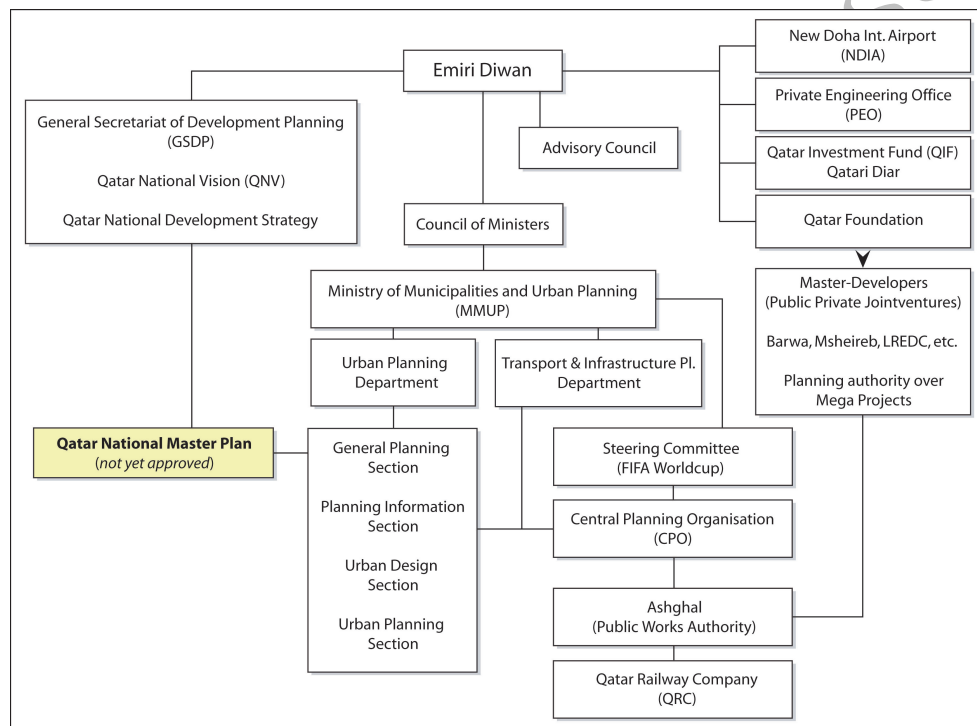 Emiri Diwan
General Secretariat of Development Planning
(GSDP)
Qatar National Vision (QNV)
Qatar National Development Strategy
Advisory Council
Council of Ministers
New Doha Int. Airport
(NDIA)
Private Engineering Office
(PEO)
Qatar Investment Fund (QIF)
Qatari Diar
Qatar Foundation
Master-Developers
(Public Private Jointventures)
Barwa, Msheireb, LREDC, etc.
Planning authority over
Mega Projects
Ministry of Municipalities and Urban Planning
(MMUP)
Urban Planning
Department
Transport & Infrastructure Pl.
Department
Qatar National Master Plan
(not yet approved)
General Planning
Section
Planning Information
Section
Urban Design
Section
Urban Planning
Section
Steering Committee
(FIFA Worldcup)
Central Planning Organisation
(CPO)
Ashghal
(Public Works Authority)
Qatar Railway Company
(QRC)